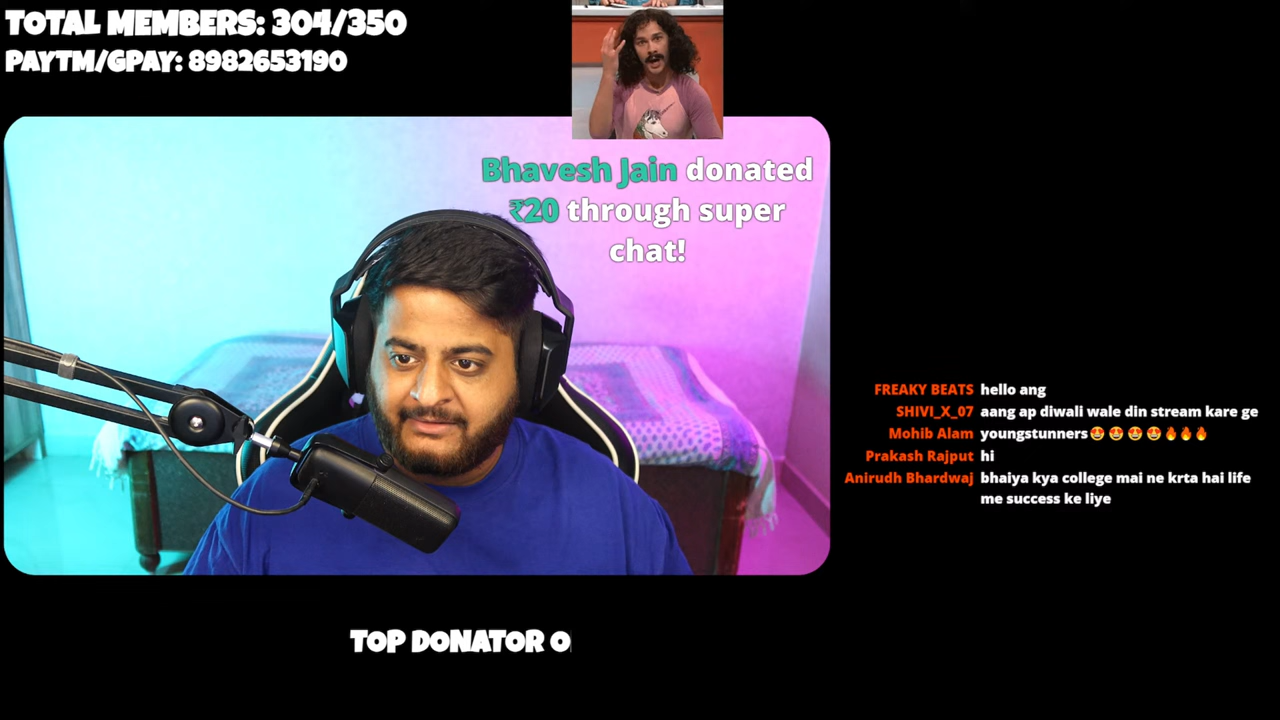 TOTAL MEMBERS: 304/350
PAYTM/GPAY: 8982653190
Bhavesh Jain donated
₹20 through super
chat!
FREAKY BEATS hello ang
SHIVI_X_07 aang ap diwali wale din stream kare ge
Mohib Alam youngstunners😍😍😍😍🔥🔥🔥
Prakash Rajput hi
Anirudh Bhardwaj bhaiya kya college mai ne krta hai life
me success ke liye
TOP DONATOR O